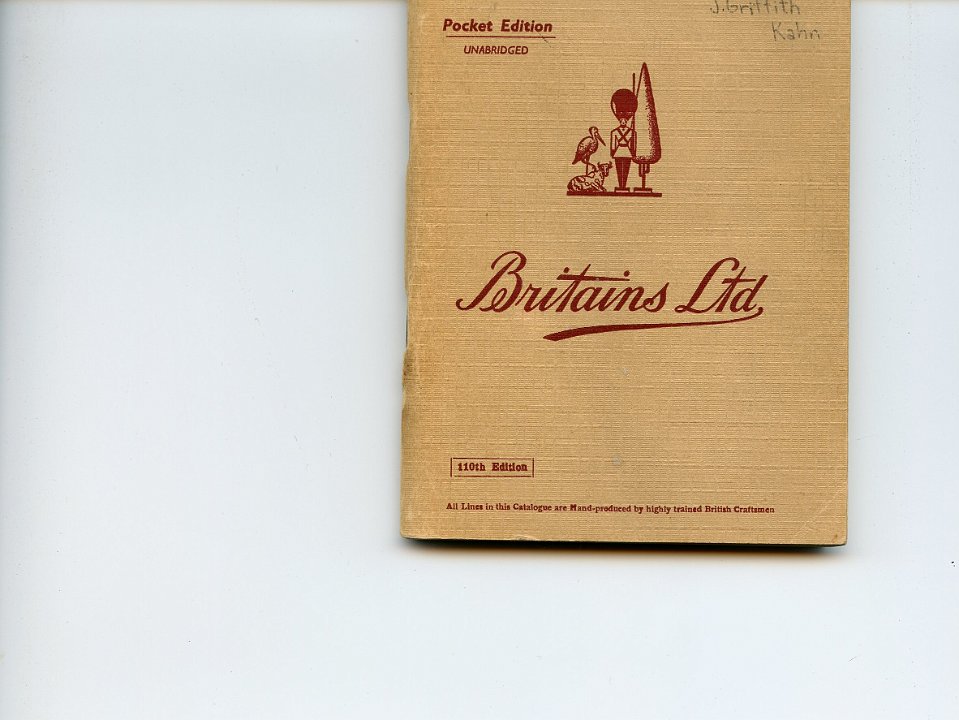 J.Griffith
Kahn
Pocket Edition
UNABRIDGED
Britains Ltd
110th Edition
All Lines in this Catalogue are Hand-produced by highly trained British Craftsmen